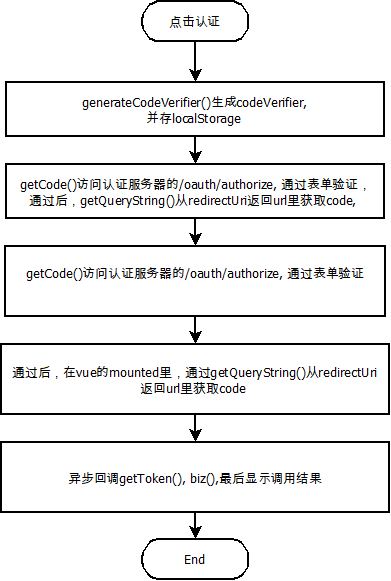 点击认证
generateCodeVerifier()生成codeVerifier,
并存localStorage
getCode()访问认证服务器的/oauth/authorize, 通过表单验证，
通过后，getQueryString()从redirectUri返回url里获取code,
getCode()访问认证服务器的/oauth/authorize, 通过表单验证
通过后，在vue的mounted里，通过getQueryString()从redirectUri
返回url里获取code
异步回调getToken(), biz(),最后显示调用结果
End